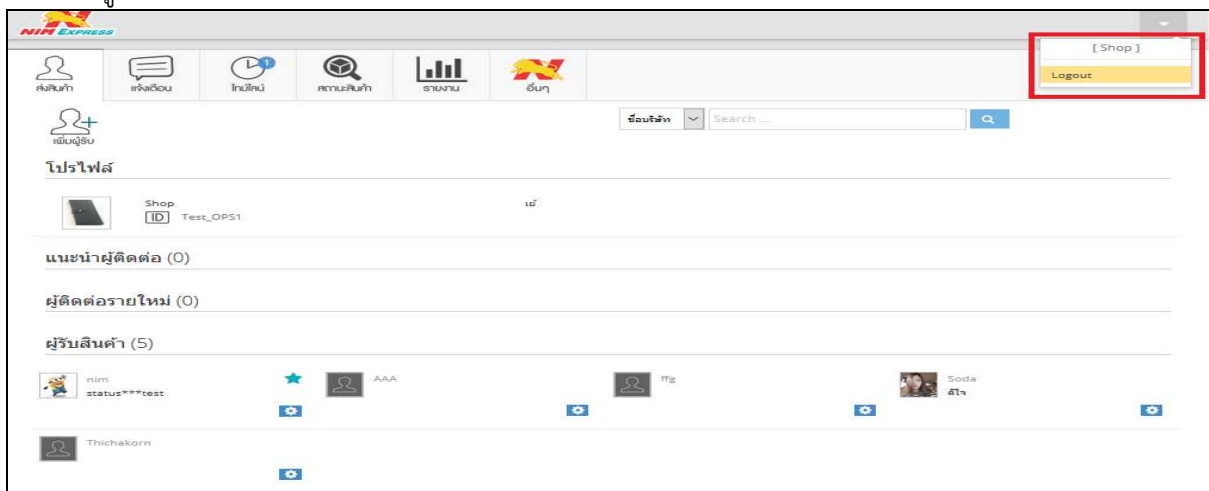 NIM EXPRESS
[ Shop ]
Logout
1
ส่งสินค้า
แจ้งเตือน
ไทม์ไลน์
สถานะสินค้า
รายงาน
อื่นๆ
เพิ่มผู้รับ
ชื่อบริษัท
Search ...
โปรไฟล์
Shop
ID Test_OPS1
แนะนำผู้ติดต่อ (0)
ผู้ติดต่อรายใหม่ (0)
ผู้รับสินค้า (5)
nim
status***test
AAA
Soda
ดีใจ
Thichakorn